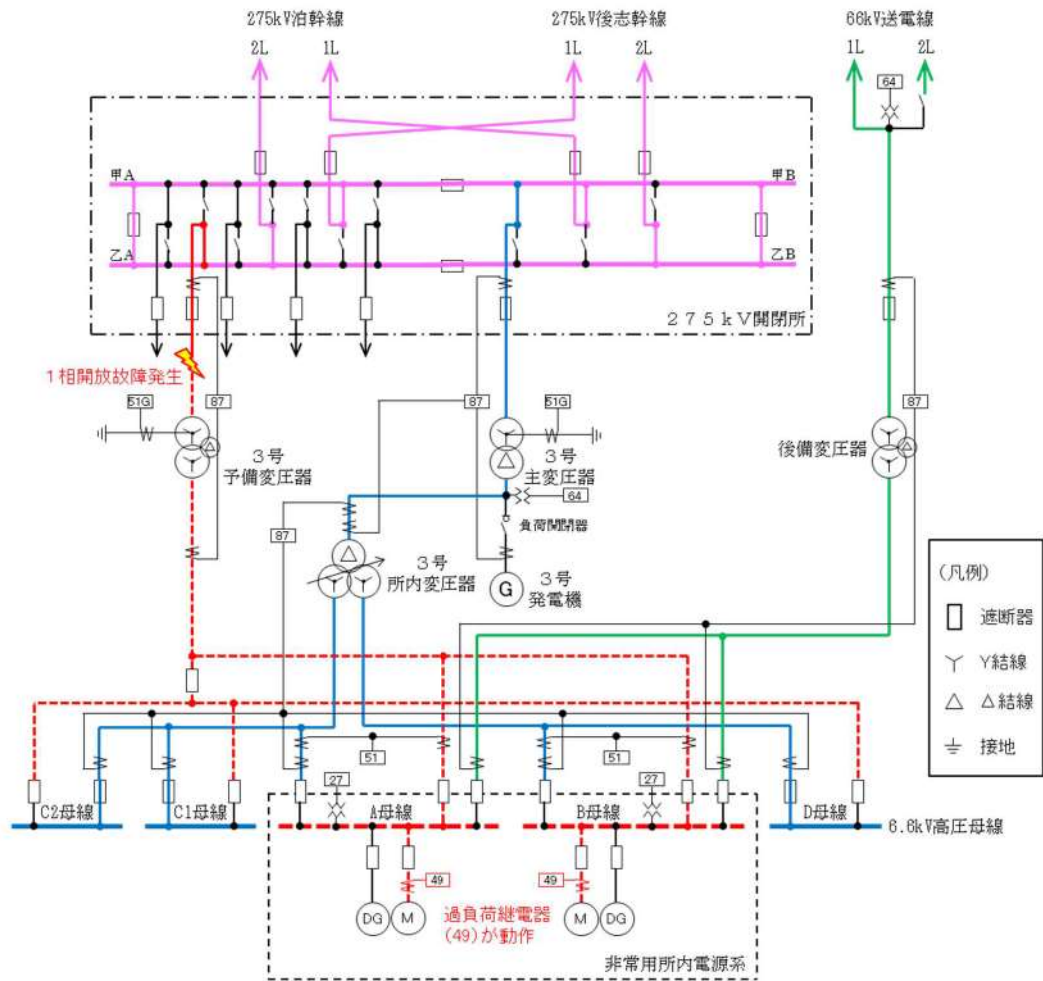 275kV泊幹線
275kV後志幹線
66kV送電線
2L
1L
1L
2L
1L
2L
64
甲A
甲B
乙A
乙B
275kV開閉所
1相開放故障発生
51G
87
87
51G
87
3号
予備変圧器
3号
主変圧器
後備変圧器
64
87
負荷開閉器
3号
所内変圧器
G
3号
発電機
(凡例)
遮断器
Y結線
△結線
接地
51
51
27
27
C2母線
C1母線
A母線
B母線
D母線
6.6kV高圧母線
49
49
DG
M
過負荷継電器
(49)が動作
M
DG
非常用所内電源系